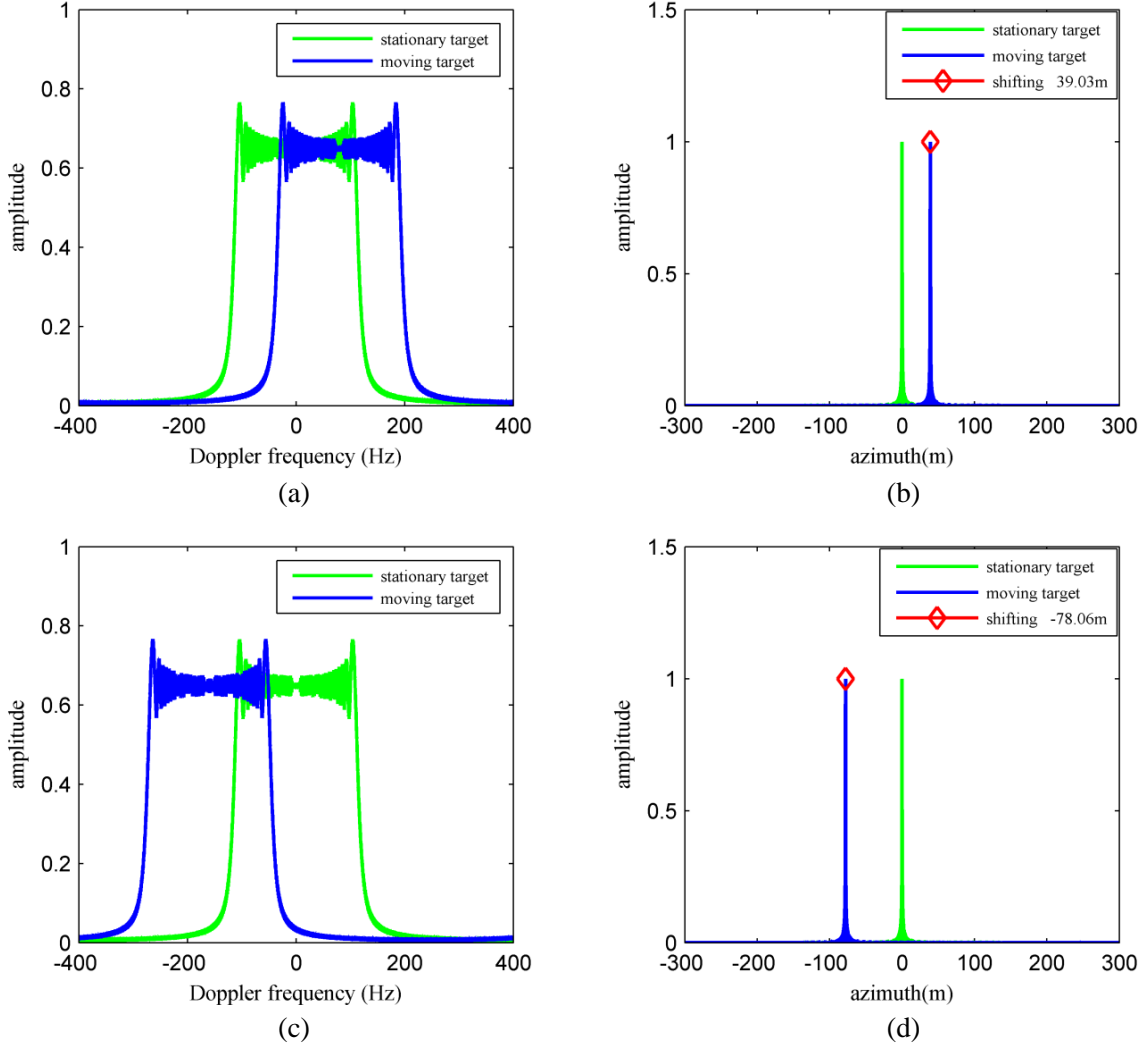 1
0.8
0.6
0.4
0.2
0
-400 -200 0 200 400
amplitude
Doppler frequency (Hz)
stationary target
moving target
(a)
1.5
1
0.5
0
-300 -200 -100 0 100 200 300
amplitude
azimuth(m)
stationary target
moving target
shifting 39.03m
(b)
1
0.8
0.6
0.4
0.2
0
-400 -200 0 200 400
amplitude
Doppler frequency (Hz)
stationary target
moving target
(c)
1.5
1
0.5
0
-300 -200 -100 0 100 200 300
amplitude
azimuth(m)
stationary target
moving target
shifting -78.06m
(d)